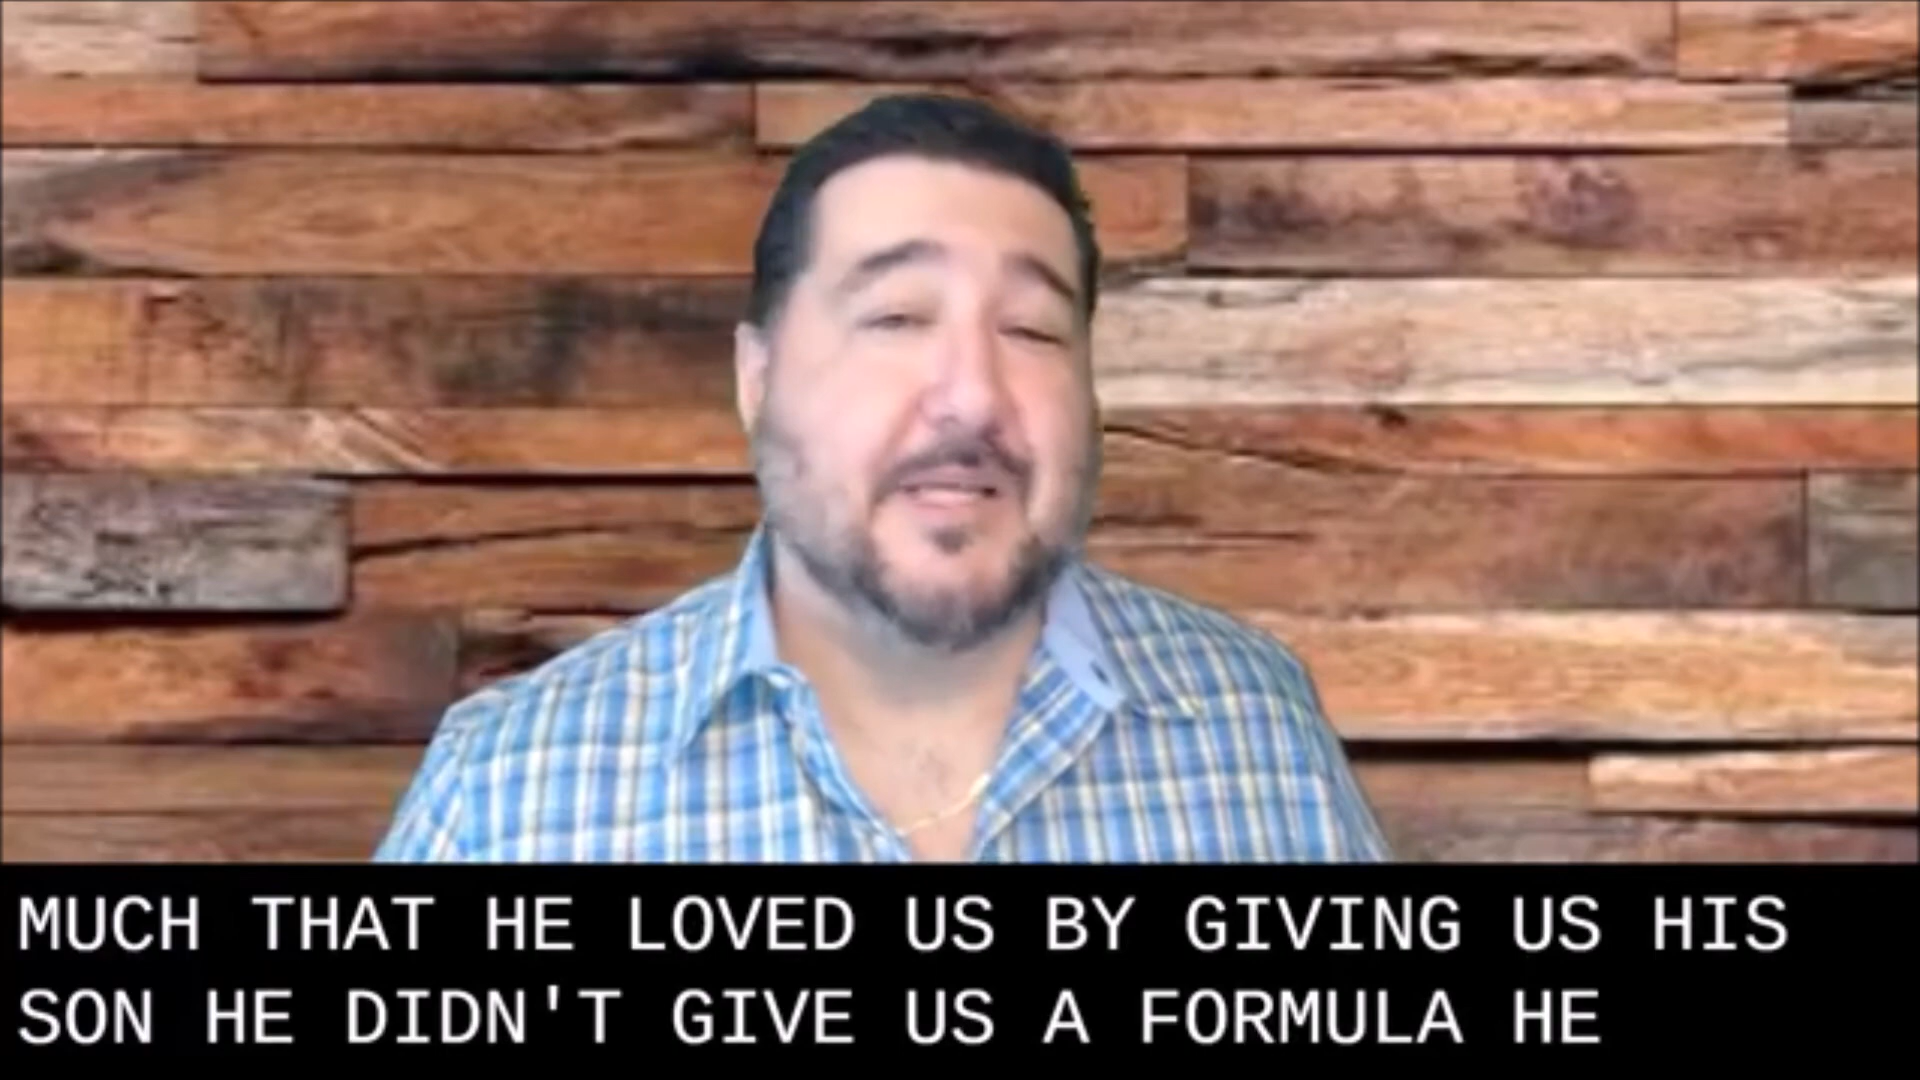 MUCH THAT HE LOVED US BY GIVING US HIS
SON HE DIDN'T GIVE US A FORMULA HE